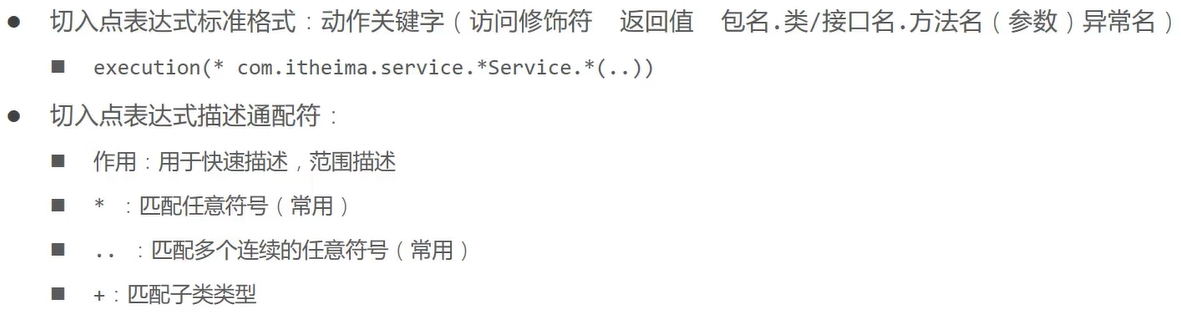 ● 切入点表达式标准格式：动作关键字（访问修饰符 返回值 包名.类/接口名.方法名（参数）异常名）
■ execution(* com.itheima.service.*Service.*(..))
● 切入点表达式描述通配符：
■ 作用：用于快速描述，范围描述
■ * ：匹配任意符号（常用）
■ .. ：匹配多个连续的任意符号（常用）
■ +：匹配子类类型